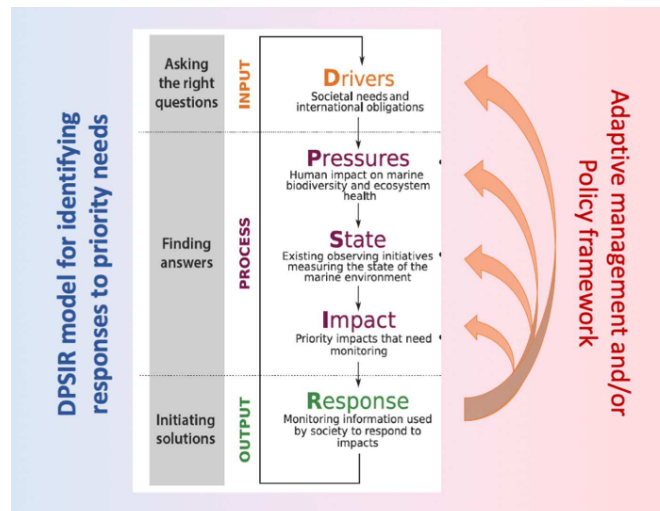 DPSIR model for identifying
responses to priority needs
Asking
the right
questions
INPUT
Drivers
Societal needs and
international obligations
Finding
answers
PROCESS
Pressures
Human impact on marine
biodiversity and ecosystem
health
State
Existing observing initiatives
measuring the state of the
marine environment
Impact
Priority impacts that need
monitoring
Initiating
solutions
OUTPUT
Response
Monitoring information used
by society to respond to
impacts
Adaptive management and/or
Policy framework